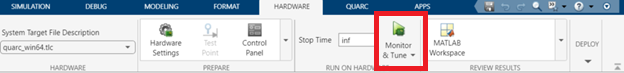 SIMULATION DEBUG MODELING FORMAT HARDWARE QUARC APPS
System Target File Description
quarc_win64.tlc
Hardware Settings
Test Point
Control Panel
Stop Time inf
Monitor & Tune
MATLAB Workspace
DEPLOY
HARDWARE PREPARE RUN ON HARDWARE REVIEW RESULTS